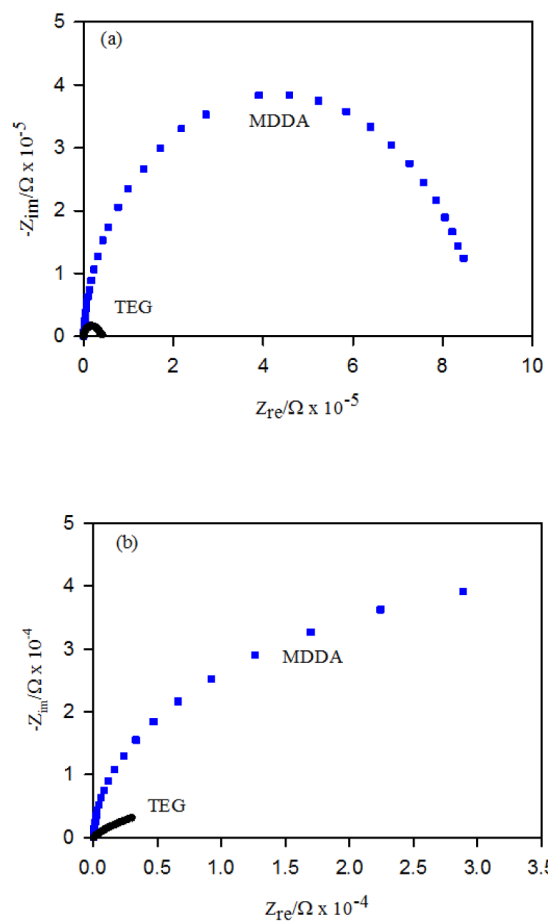 (a)
5
4
3
2
1
0
-Zim/Ω x 10-5
MDDA
TEG
0 2 4 6 8 10
Zre/Ω x 10-5
(b)
5
4
3
2
1
0
-Zim/Ω x 10-4
MDDA
TEG
0.0 0.5 1.0 1.5 2.0 2.5 3.0 3.5
Zre/Ω x 10-4